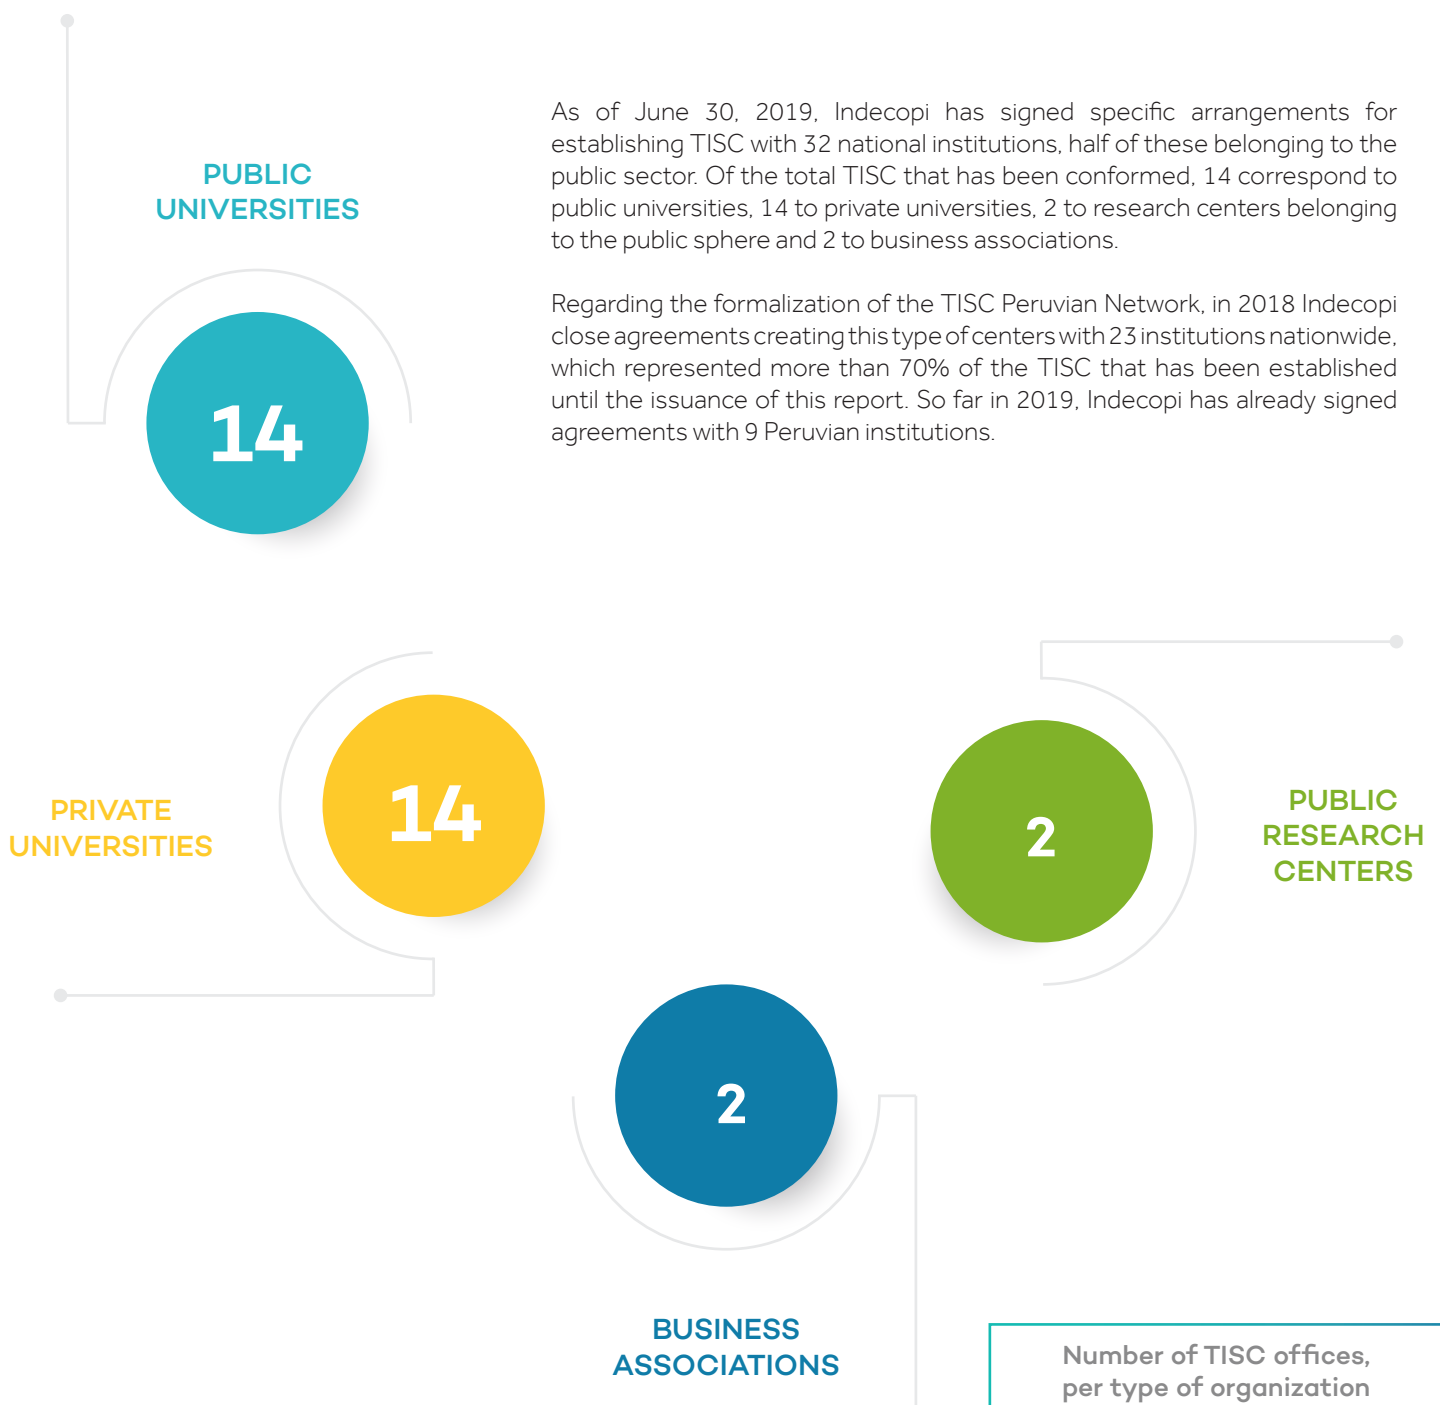 As of June 30, 2019, Indecopi has signed specific arrangements for
establishing TISC with 32 national institutions, half of these belonging to the
public sector. Of the total TISC that has been conformed, 14 correspond to
public universities, 14 to private universities, 2 to research centers belonging
to the public sphere and 2 to business associations.
Regarding the formalization of the TISC Peruvian Network, in 2018 Indecopi
close agreements creating this type of centers with 23 institutions nationwide,
which represented more than 70% of the TISC that has been established
until the issuance of this report. So far in 2019, Indecopi has already signed
agreements with 9 Peruvian institutions.
PUBLIC
UNIVERSITIES
14
PRIVATE
UNIVERSITIES
14
2
PUBLIC
RESEARCH
CENTERS
2
BUSINESS
ASSOCIATIONS
Number of TISC offices,
per type of organization